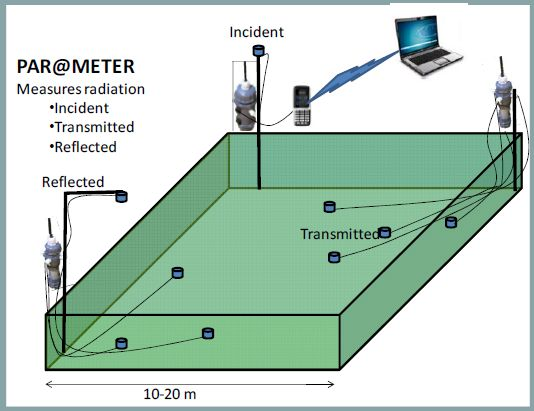 Incident
PAR@METER
Measures radiation
•Incident
•Transmitted
•Reflected
Reflected
Transmitted
10-20 m